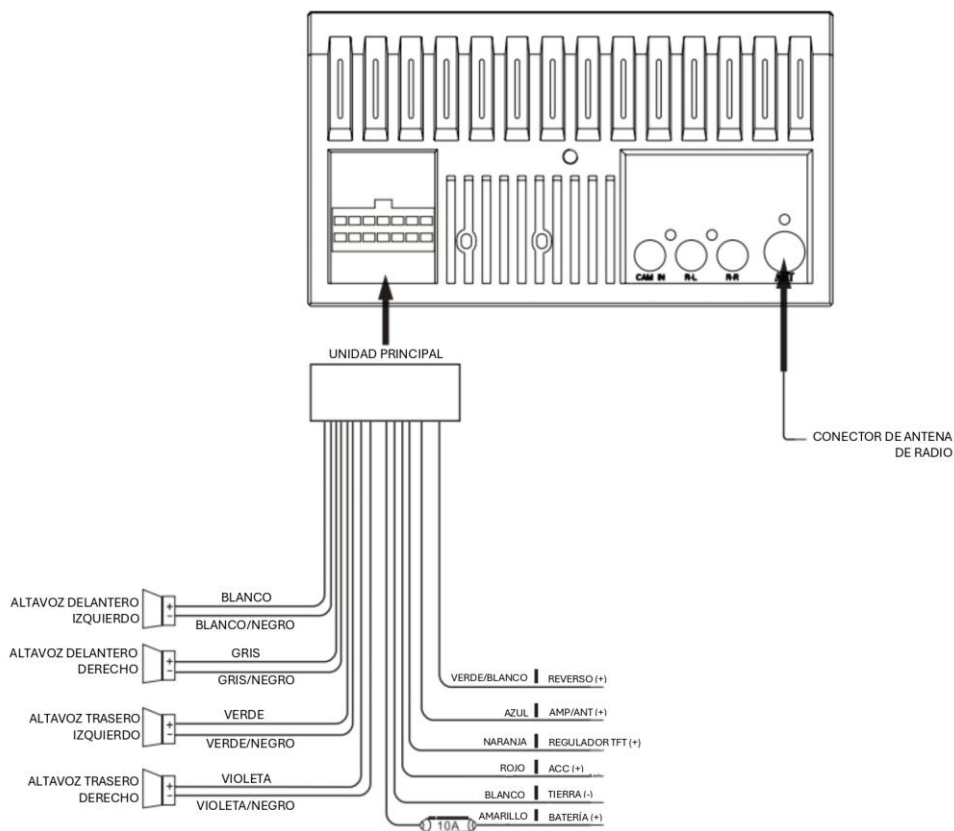 CAM IN
R-L
R-R
ANT
UNIDAD PRINCIPAL
CONECTOR DE ANTENA
DE RADIO
ALTAVOZ DELANTERO
IZQUIERDO
+
−
BLANCO
BLANCO/NEGRO
ALTAVOZ DELANTERO
DERECHO
+
−
GRIS
GRIS/NEGRO
ALTAVOZ TRASERO
IZQUIERDO
+
−
VERDE
VERDE/NEGRO
ALTAVOZ TRASERO
DERECHO
+
−
VIOLETA
VIOLETA/NEGRO
VERDE/BLANCO REVERSO (+)
AZUL AMP/ANT (+)
NARANJA REGULADOR TFT (+)
ROJO ACC (+)
BLANCO TIERRA (-)
AMARILLO BATERÍA (+)
10A